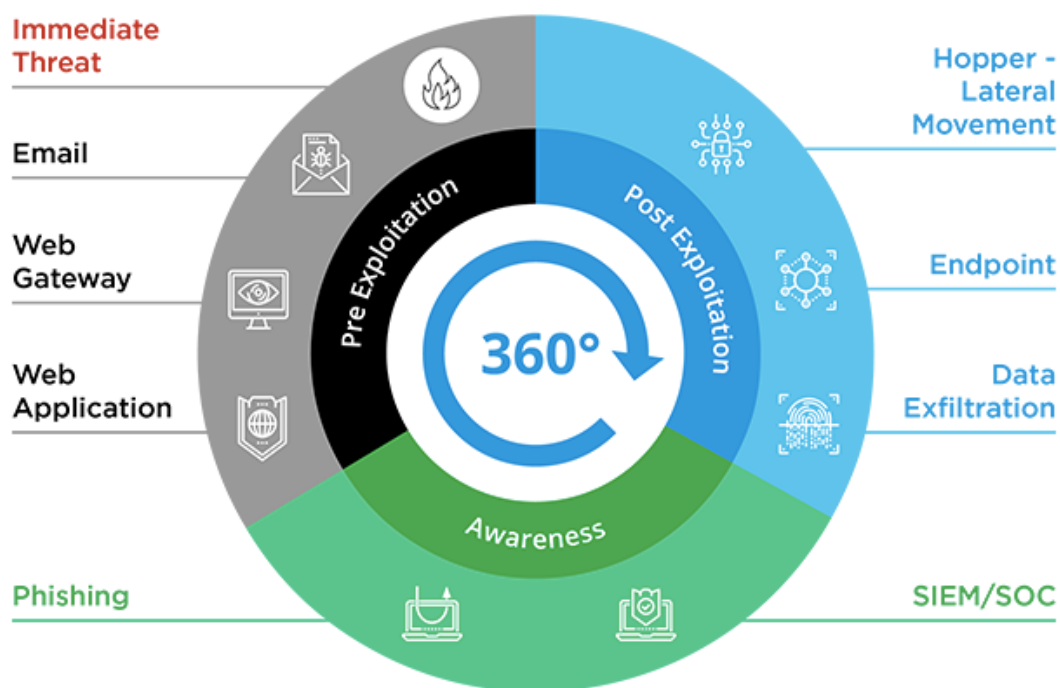 Immediate
Threat
Email
Web
Gateway
Web
Application
Phishing
Pre Exploitation
360°
Post Exploitation
Awareness
Hopper -
Lateral
Movement
Endpoint
Data
Exfiltration
SIEM/SOC